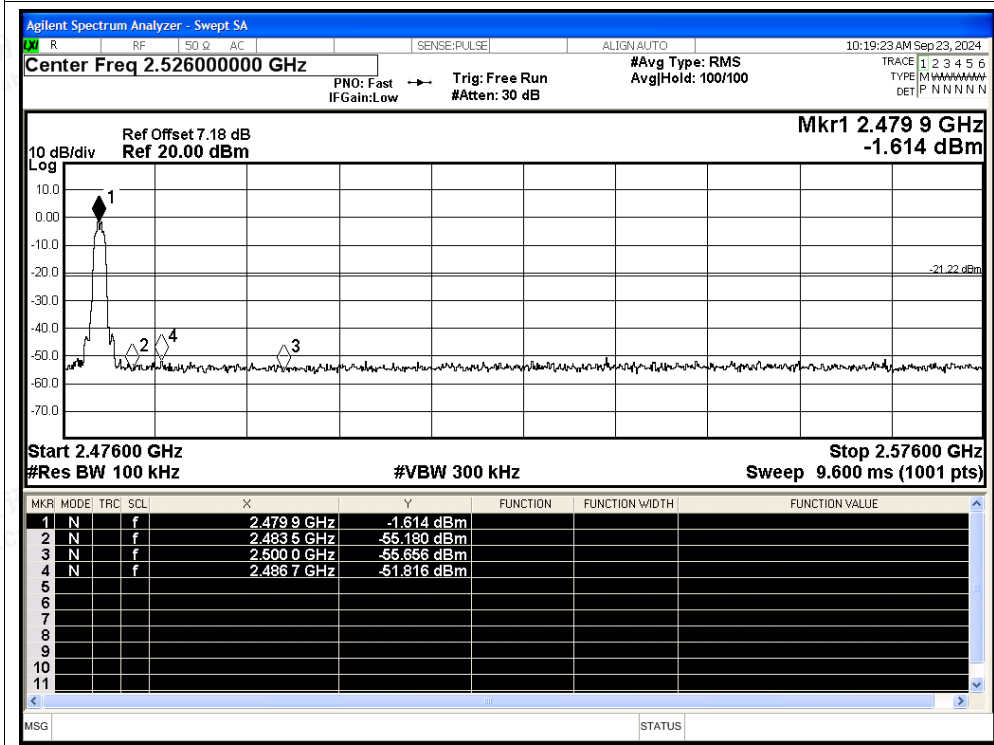 Agilent Spectrum Analyzer - Swept SA
LXI R RF 50 Ω AC SENSE:PULSE ALIGN AUTO 10:19:23 AM Sep 23, 2024
Center Freq 2.526000000 GHz
PNO: Fast
IFGain:Low
Trig: Free Run
#Atten: 30 dB
#Avg Type: RMS
Avg|Hold: 100/100
TRACE 1 2 3 4 5 6
TYPE M WWWWW
DET P N N N N N
Ref Offset 7.18 dB
10 dB/div Ref 20.00 dBm
Log
Mkr1 2.479 9 GHz
-1.614 dBm
10.0
0.00
-10.0
-20.0
-30.0
-40.0
-50.0
-60.0
-70.0
1
2
4
3
-21.22 dBm
Start 2.47600 GHz Stop 2.57600 GHz
#Res BW 100 kHz #VBW 300 kHz Sweep 9.600 ms (1001 pts)
MKR MODE TRC SCL X Y FUNCTION FUNCTION WIDTH FUNCTION VALUE
1 N f 2.479 9 GHz -1.614 dBm
2 N f 2.483 5 GHz -55.180 dBm
3 N f 2.500 0 GHz -55.656 dBm
4 N f 2.486 7 GHz -51.816 dBm
5
6
7
8
9
10
11
MSG STATUS